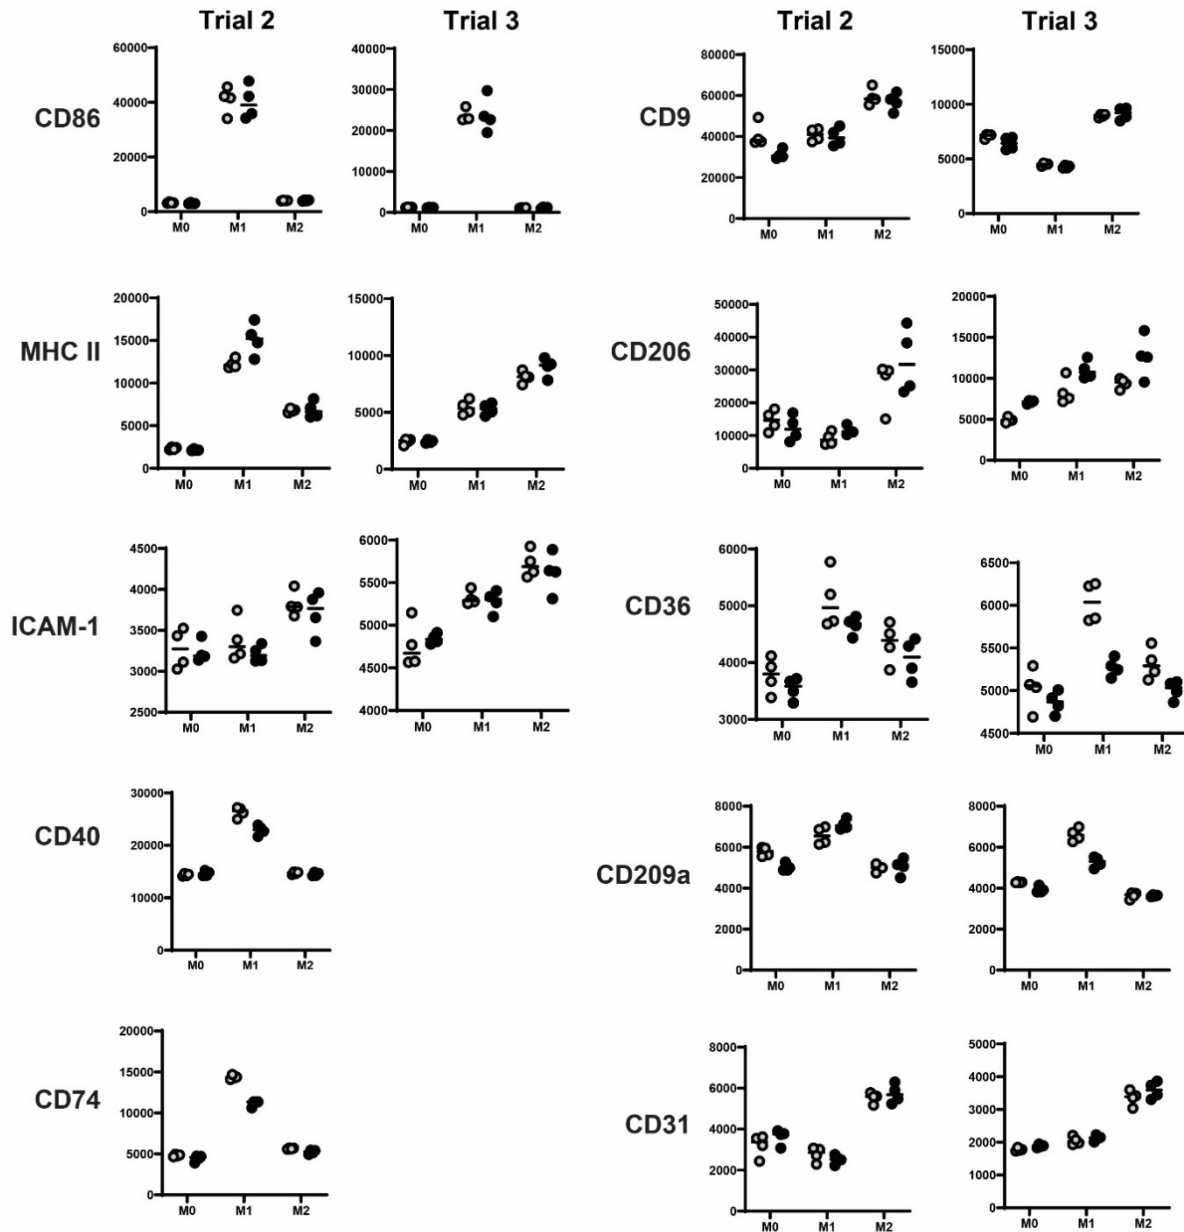 Trial 2
Trial 3
Trial 2
Trial 3
CD86
60000
40000
20000
0
M0 M1 M2
40000
30000
20000
10000
0
M0 M1 M2
CD9
80000
60000
40000
20000
0
M0 M1 M2
15000
10000
5000
0
M0 M1 M2
MHC II
20000
15000
10000
5000
0
M0 M1 M2
15000
10000
5000
0
M0 M1 M2
CD206
50000
40000
30000
20000
10000
0
M0 M1 M2
20000
15000
10000
5000
0
M0 M1 M2
ICAM-1
4500
4000
3500
3000
2500
M0 M1 M2
6000
5500
5000
4500
4000
M0 M1 M2
CD36
6000
5000
4000
3000
M0 M1 M2
6500
6000
5500
5000
4500
M0 M1 M2
CD40
30000
20000
10000
0
M0 M1 M2
CD209a
8000
6000
4000
2000
0
M0 M1 M2
8000
6000
4000
2000
0
M0 M1 M2
CD74
20000
15000
10000
5000
0
M0 M1 M2
CD31
8000
6000
4000
2000
0
M0 M1 M2
5000
4000
3000
2000
1000
0
M0 M1 M2